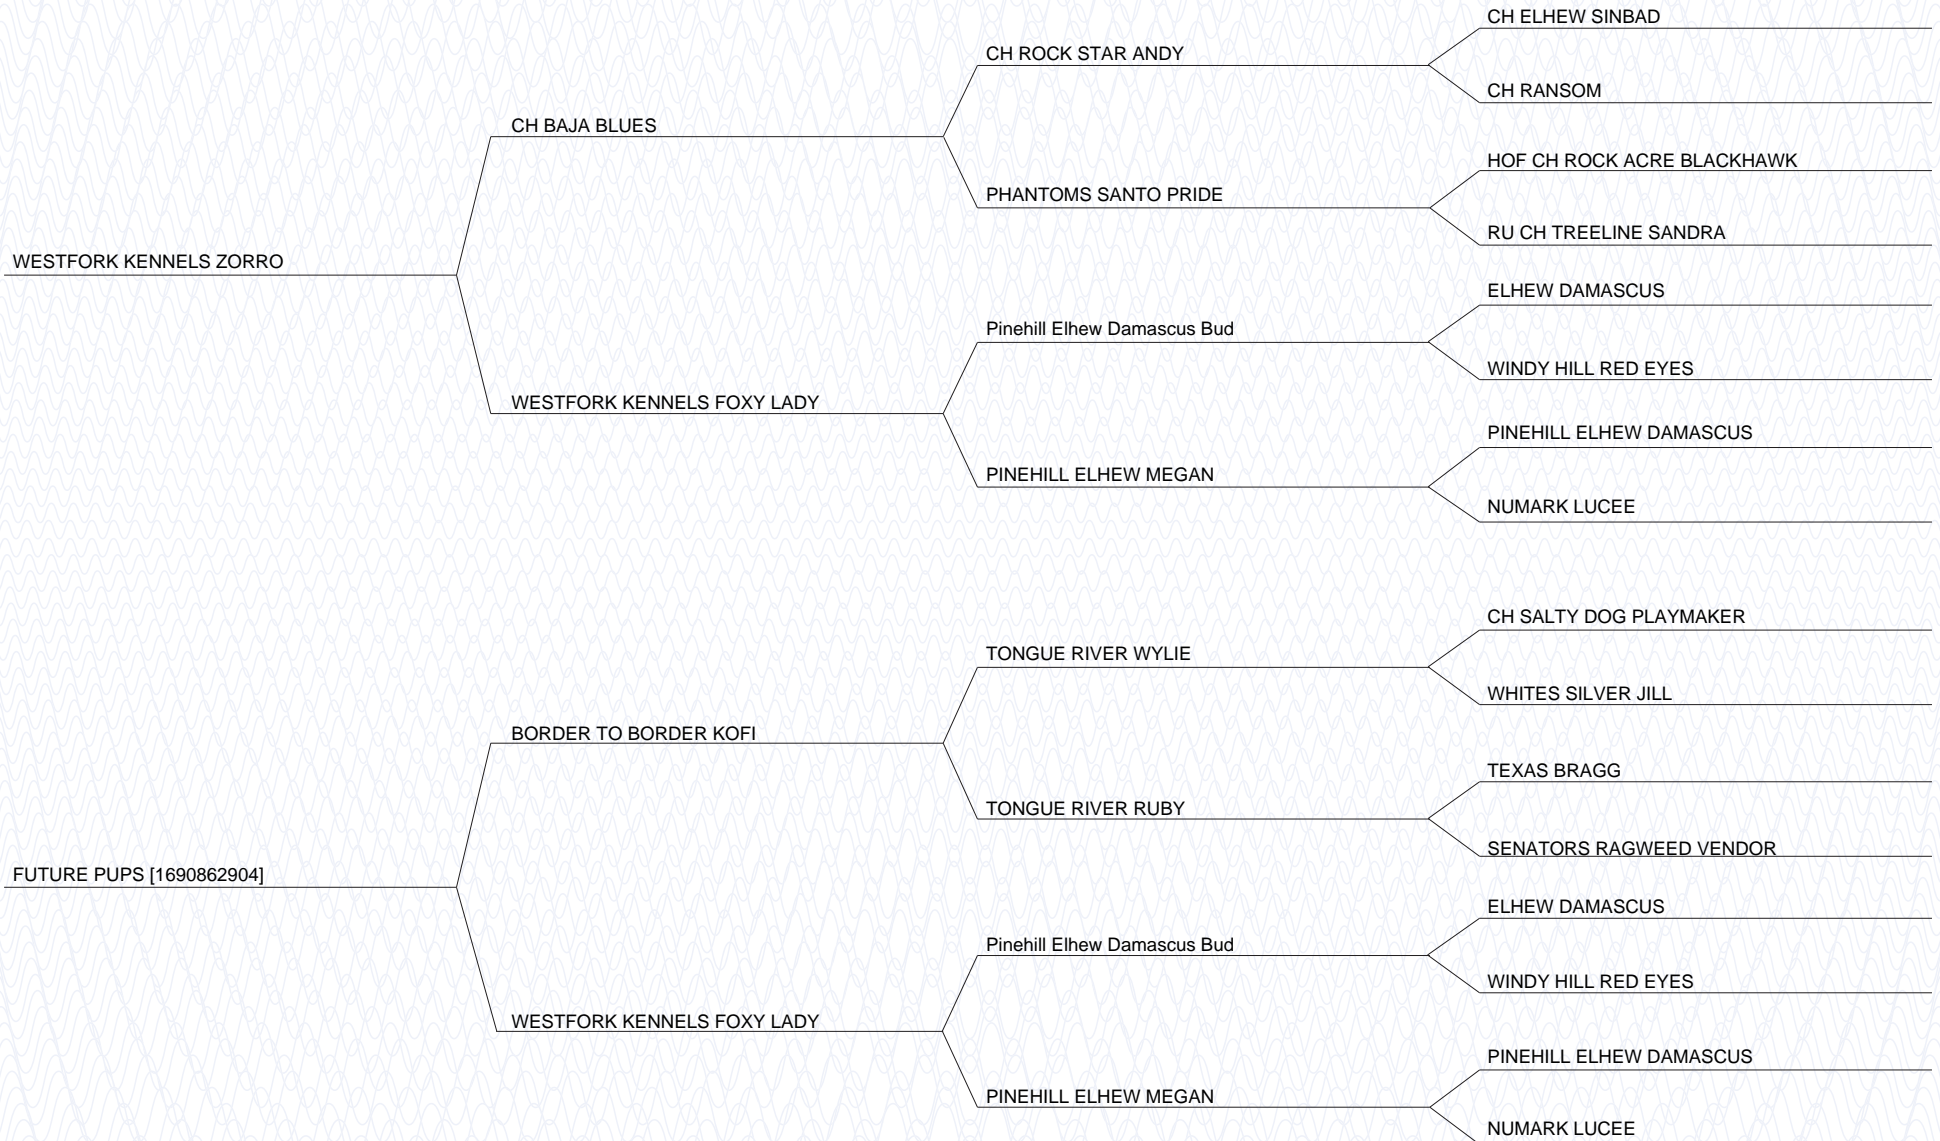 CH ELHEW SINBAD
CH ROCK STAR ANDY
CH RANSOM
CH BAJA BLUES
HOF CH ROCK ACRE BLACKHAWK
PHANTOMS SANTO PRIDE
RU CH TREELINE SANDRA
WESTFORK KENNELS ZORRO
ELHEW DAMASCUS
Pinehill Elhew Damascus Bud
WINDY HILL RED EYES
WESTFORK KENNELS FOXY LADY
PINEHILL ELHEW DAMASCUS
PINEHILL ELHEW MEGAN
NUMARK LUCEE
CH SALTY DOG PLAYMAKER
TONGUE RIVER WYLIE
WHITES SILVER JILL
BORDER TO BORDER KOFI
TEXAS BRAGG
TONGUE RIVER RUBY
SENATORS RAGWEED VENDOR
FUTURE PUPS [1690862904]
ELHEW DAMASCUS
Pinehill Elhew Damascus Bud
WINDY HILL RED EYES
WESTFORK KENNELS FOXY LADY
PINEHILL ELHEW DAMASCUS
PINEHILL ELHEW MEGAN
NUMARK LUCEE